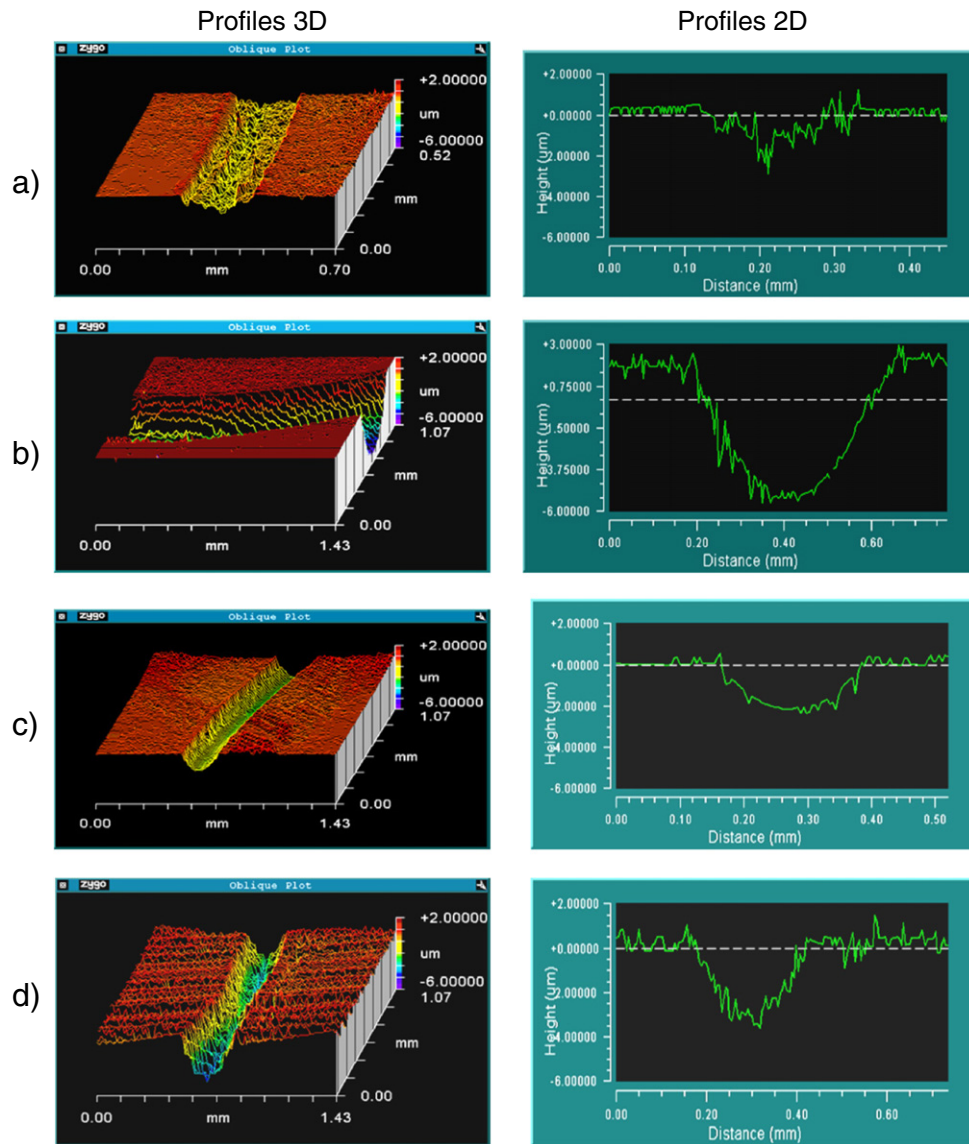 Profiles 3D
Profiles 2D
a)
zygo Oblique Plot
+2.00000
um
-6.00000
0.52
mm
0.00
0.00 mm 0.70
+2.00000
+0.00000
2.00000
4.00000
-6.00000
Height (um)
0.00 0.10 0.20 0.30 0.40
Distance (mm)
b)
zygo Oblique Plot
+2.00000
um
-6.00000
1.07
mm
0.00
0.00 mm 1.43
+3.00000
+0.75000
1.50000
3.75000
-6.00000
Height (um)
0.00 0.20 0.40 0.60
Distance (mm)
c)
zygo Oblique Plot
+2.00000
um
-6.00000
1.07
mm
0.00
0.00 mm 1.43
+2.00000
+0.00000
2.00000
4.00000
-6.00000
Height (um)
0.00 0.10 0.20 0.30 0.40 0.50
Distance (mm)
d)
zygo Oblique Plot
+2.00000
um
-6.00000
1.07
mm
0.00
0.00 mm 1.43
+2.00000
+0.00000
2.00000
4.00000
-6.00000
Height (um)
0.00 0.20 0.40 0.60
Distance (mm)